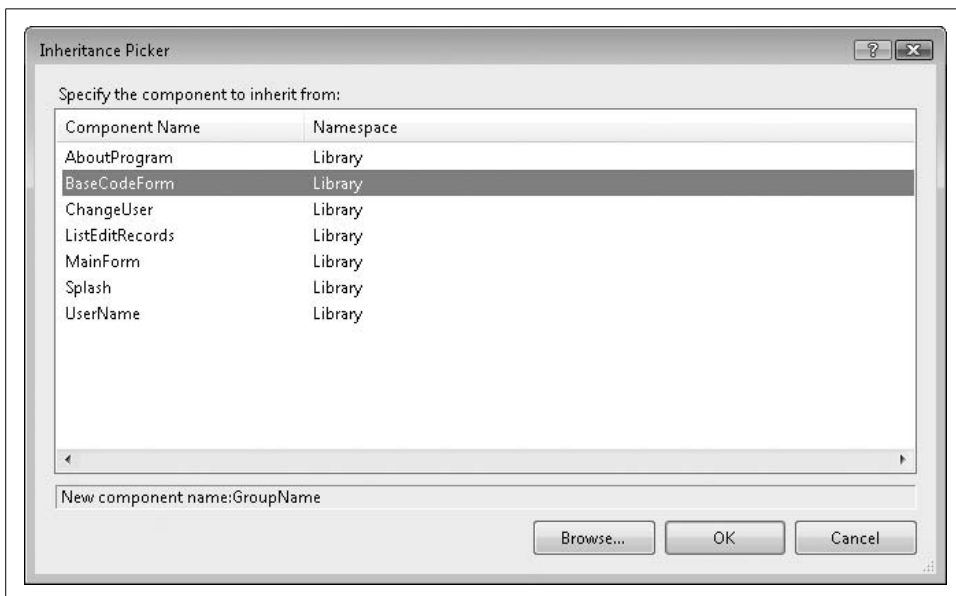 Inheritance Picker
Specify the component to inherit from:
Component Name Namespace
AboutProgram Library
BaseCodeForm Library
ChangeUser Library
ListEditRecords Library
MainForm Library
Splash Library
UserName Library
New component name:GroupName
Browse... OK Cancel